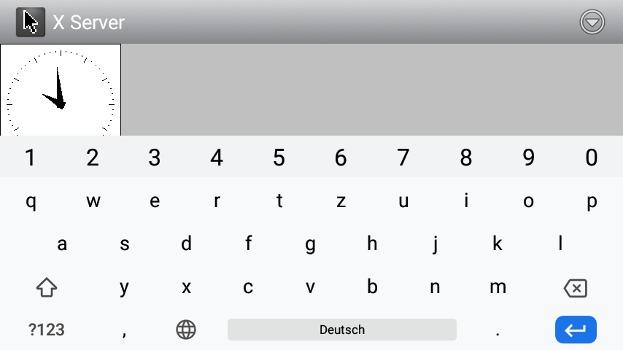 X Server
1 2 3 4 5 6 7 8 9 0
q w e r t z u i o p
a s d f g h j k l
y x c v b n m
?123 , Deutsch .